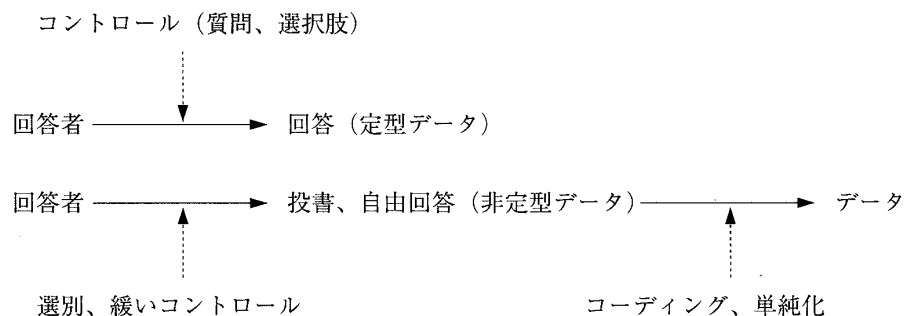 コントロール（質問、選択肢）
回答者 回答（定型データ）
回答者 投書、自由回答（非定型データ） データ
選別、緩いコントロール コーディング、単純化